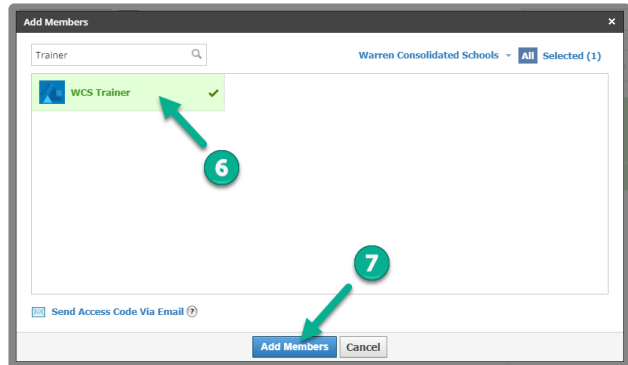 Add Members ×
Trainer Warren Consolidated Schools All Selected (1)
WCS Trainer
6
7
Send Access Code Via Email ?
Add Members Cancel